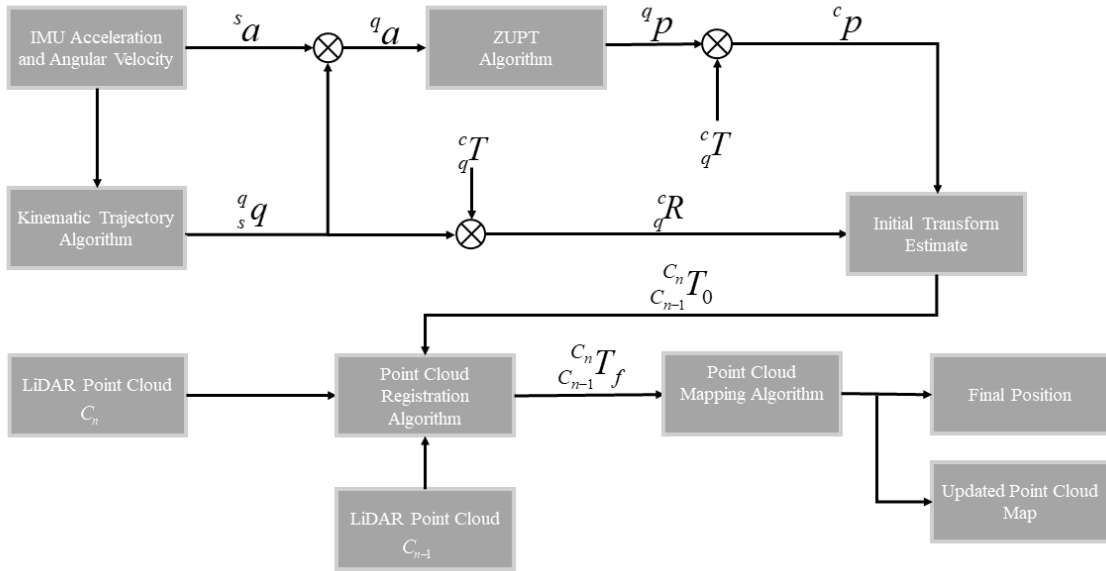 IMU Acceleration
and Angular Velocity
ˢa
^q a
ZUPT
Algorithm
^q p
ᶜp
^c_q T
^c_q T
Kinematic Trajectory
Algorithm
^q_s q
^c_q R
Initial Transform
Estimate
^{C_n}_{C_{n-1}} T_0
LiDAR Point Cloud
C_n
Point Cloud
Registration
Algorithm
^{C_n}_{C_{n-1}} T_f
Point Cloud
Mapping Algorithm
Final Position
LiDAR Point Cloud
C_{n-1}
Updated Point Cloud
Map